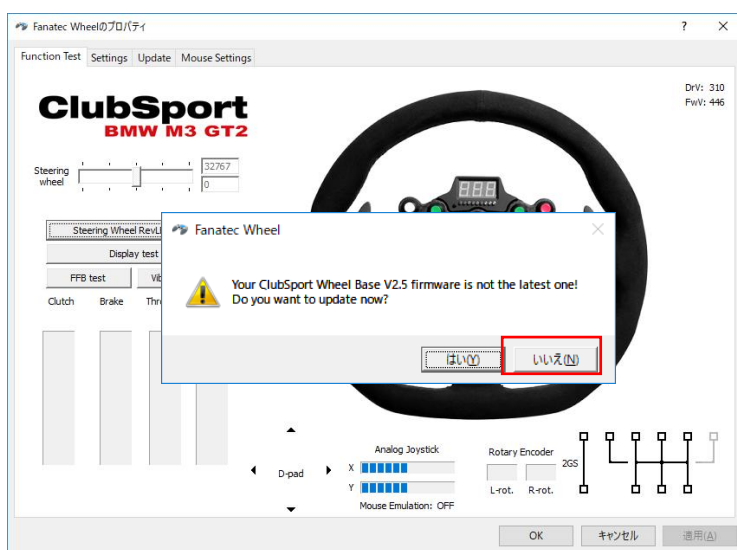 Fanatec Wheelのプロパティ
? ×
Function Test Settings Update Mouse Settings
DrV: 310
FwV: 446
ClubSport
BMW M3 GT2
Steering
wheel
32767
0
Steering Wheel RevL
Display test
FFB test
Clutch Brake Thr
Fanatec Wheel
Your ClubSport Wheel Base V2.5 firmware is not the latest one!
Do you want to update now?
はい(Y) いいえ(N)
D-pad
Analog Joystick
X
Y
Mouse Emulation: OFF
Rotary Encoder
L-rot. R-rot.
2GS
OK キャンセル 適用(A)